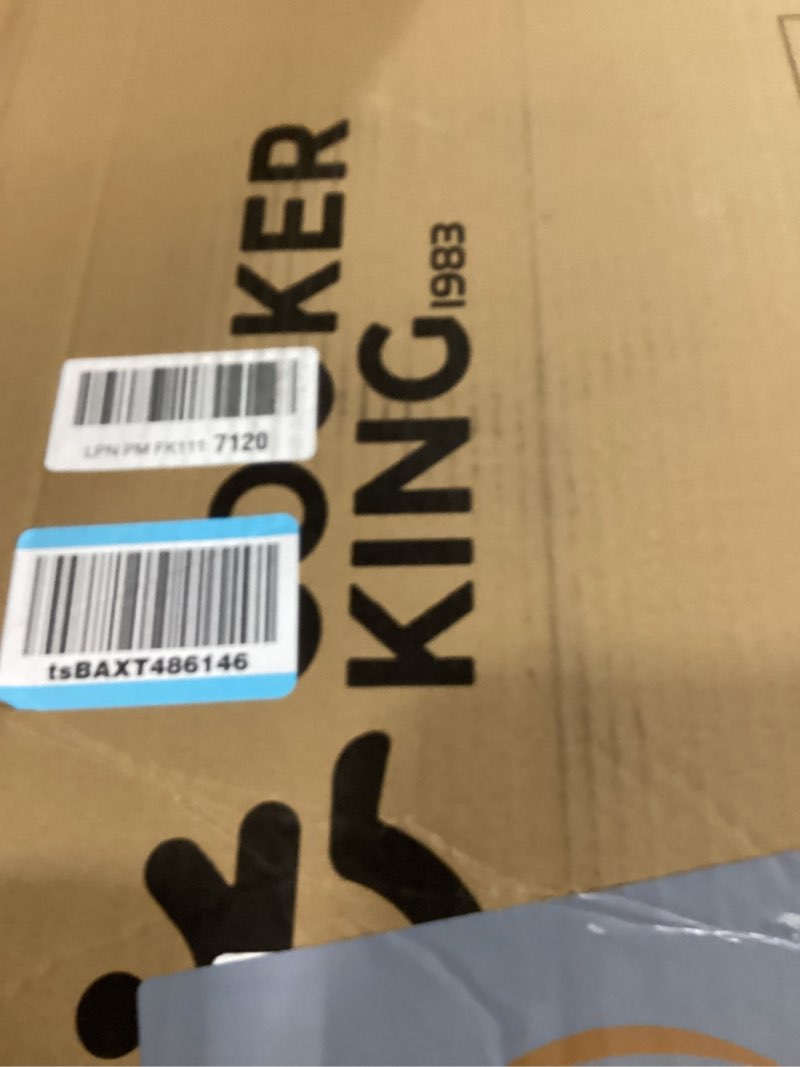 KER
KING 1983
LPN PM FK111 7120
tsBAXT486146